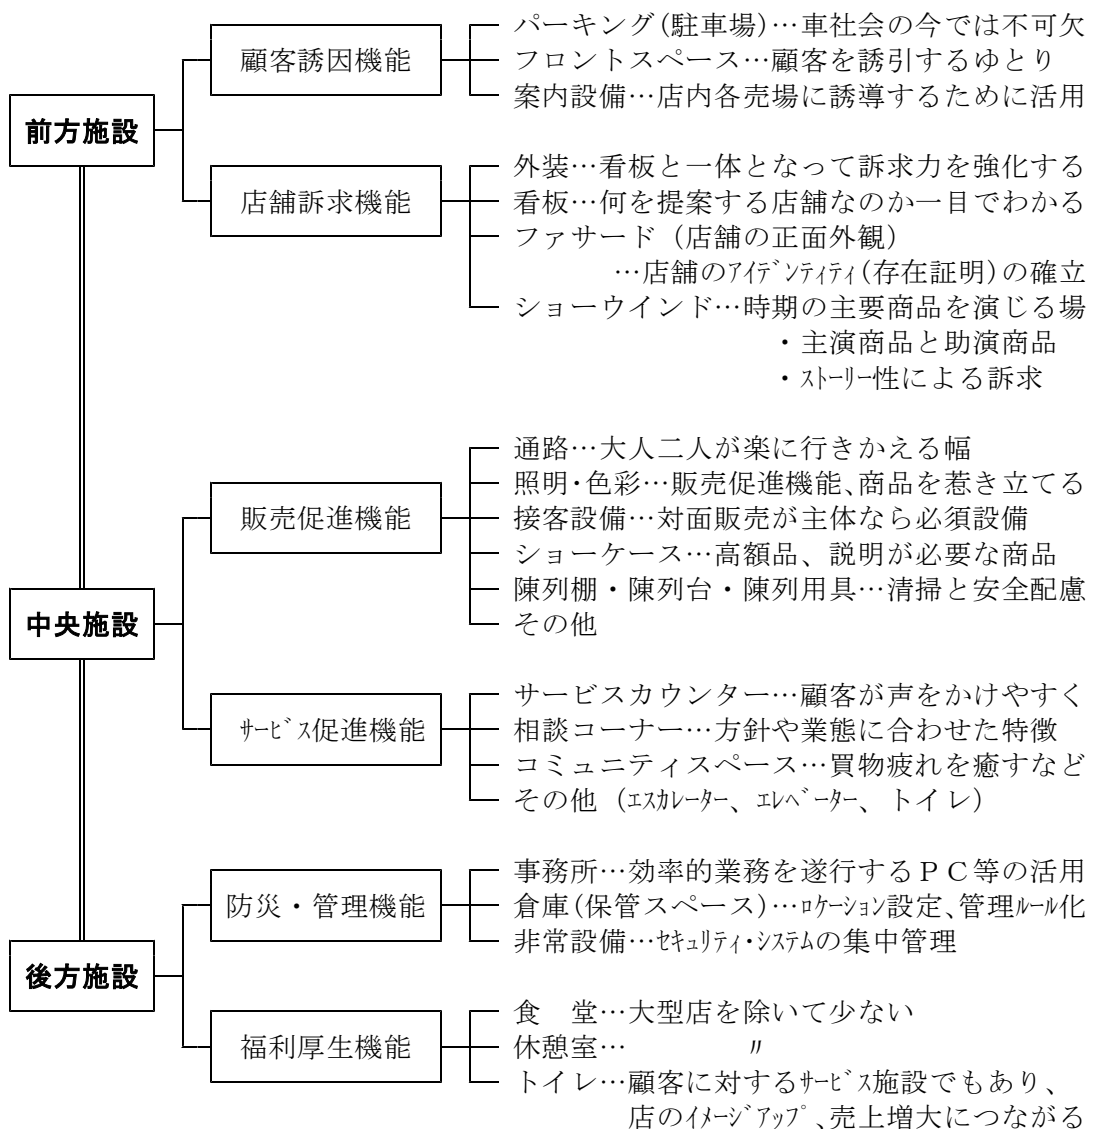 前方施設
顧客誘因機能
パーキング(駐車場)…車社会の今では不可欠
フロントスペース…顧客を誘引するゆとり
案内設備…店内各売場に誘導するために活用
店舗訴求機能
外装…看板と一体となって訴求力を強化する
看板…何を提案する店舗なのか一目でわかる
ファサード（店舗の正面外観）
…店舗のｱｲﾃﾞﾝﾃｨﾃｨ(存在証明)の確立
ショーウインド…時期の主要商品を演じる場
・主演商品と助演商品
・ｽﾄｰﾘｰ性による訴求
中央施設
販売促進機能
通路…大人二人が楽に行きかえる幅
照明・色彩…販売促進機能、商品を惹き立てる
接客設備…対面販売が主体なら必須設備
ショーケース…高額品、説明が必要な商品
陳列棚・陳列台・陳列用具…清掃と安全配慮
その他
ｻｰﾋﾞｽ促進機能
サービスカウンター…顧客が声をかけやすく
相談コーナー…方針や業態に合わせた特徴
コミュニティスペース…買物疲れを癒すなど
その他（ｴｽｶﾚｰﾀｰ、ｴﾚﾍﾞｰﾀｰ、トイレ）
後方施設
防災・管理機能
事務所…効率的業務を遂行するＰＣ等の活用
倉庫(保管スペース)…ﾛｹｰｼｮﾝ設定、管理ﾙｰﾙ化
非常設備…ｾｷｭﾘﾃｨ・ｼｽﾃﾑの集中管理
福利厚生機能
食　堂…大型店を除いて少ない
休憩室…　　　　〃
トイレ…顧客に対するｻｰﾋﾞｽ施設でもあり、
店のｲﾒｰｼﾞｱｯﾌﾟ、売上増大につながる